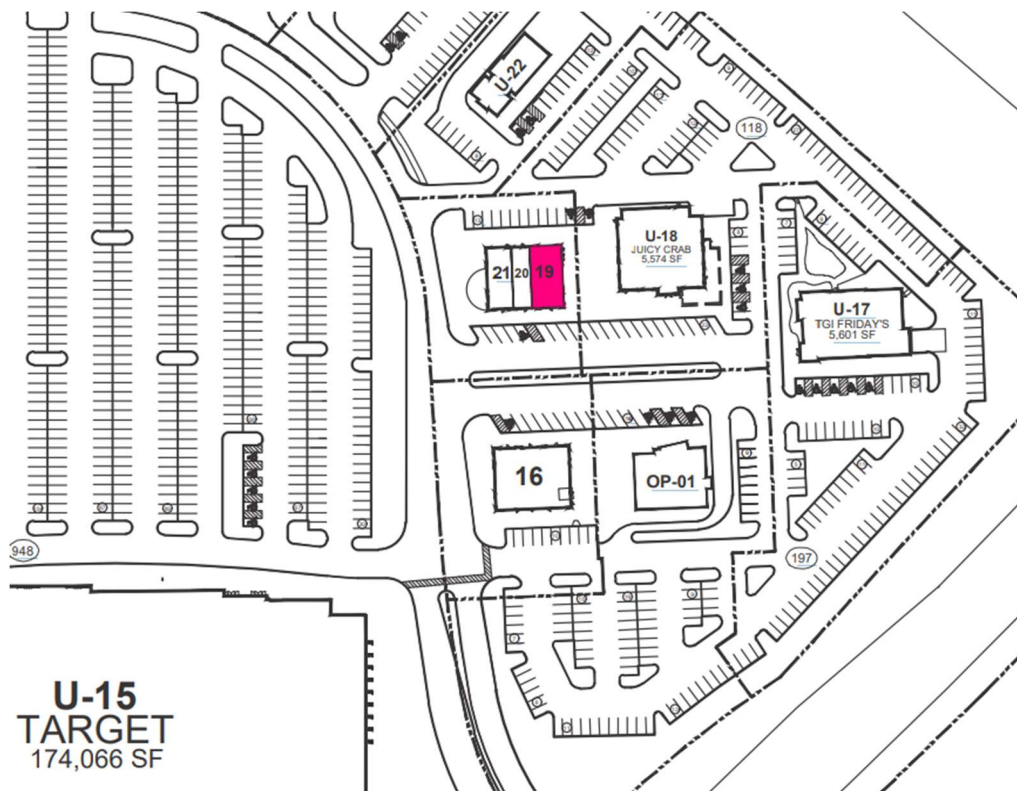 U-22
118
U-18
JUICY CRAB
5,574 SF
21
20
19
U-17
TGI FRIDAY'S
5,601 SF
16
OP-01
948
197
U-15
TARGET
174,066 SF